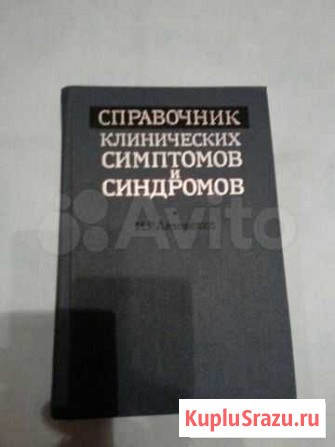 СПРАВОЧНИК
КЛИНИЧЕСКИХ
СИМПТОМОВ
И
СИНДРОМОВ
Avito
KupluSrazu.ru